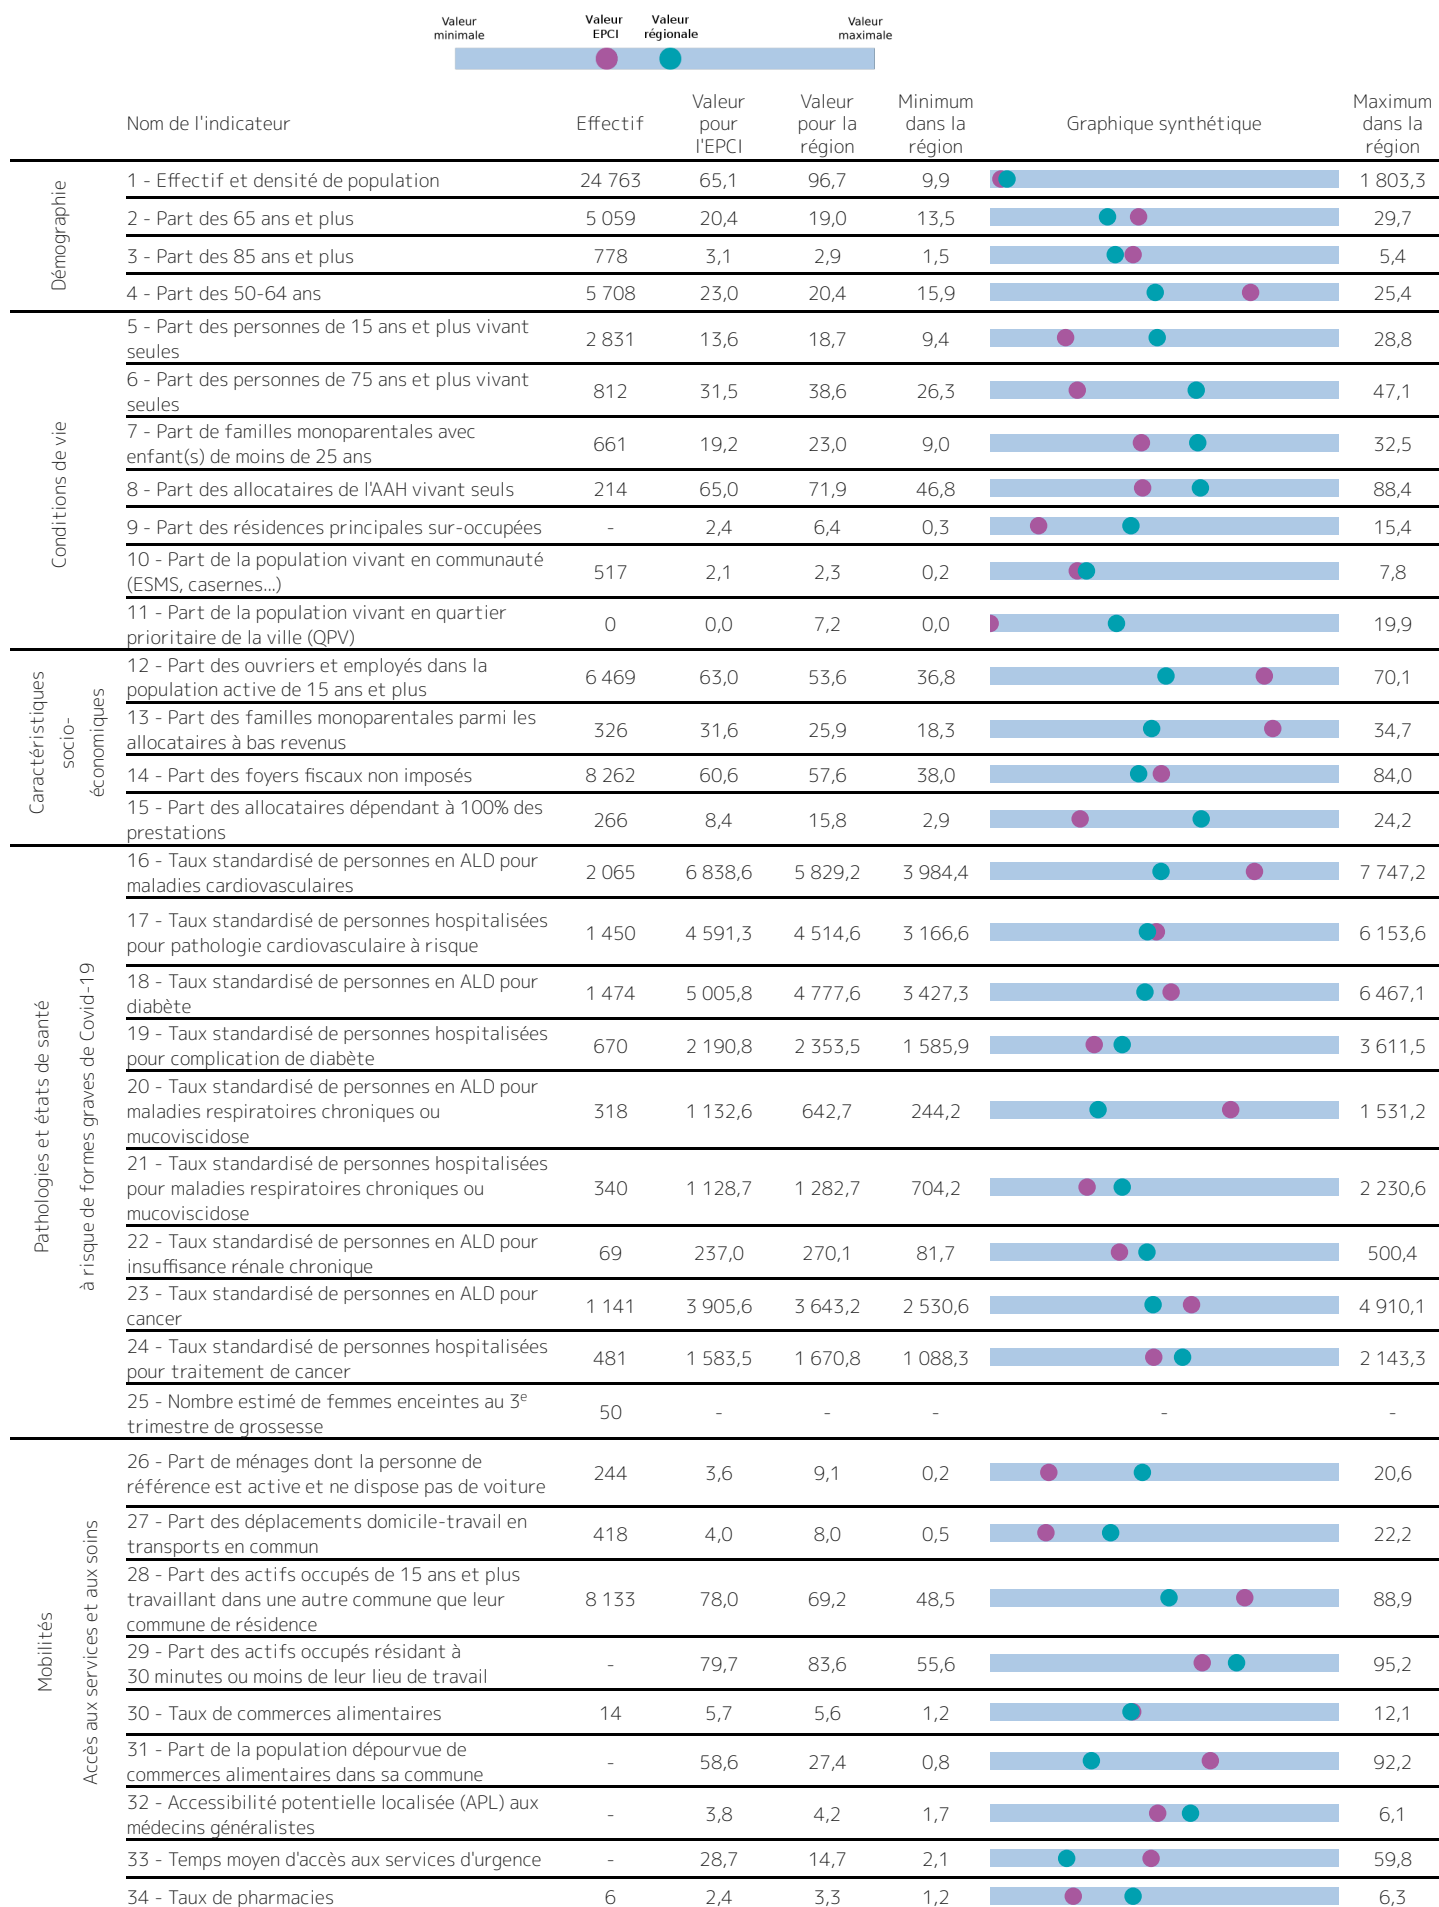 Valeur minimale
Valeur EPCI
Valeur régionale
Valeur maximale
Nom de l'indicateur
Effectif
Valeur pour l'EPCI
Valeur pour la région
Minimum dans la région
Graphique synthétique
Maximum dans la région
Démographie
1 - Effectif et densité de population 24 763 65,1 96,7 9,9 1 803,3
2 - Part des 65 ans et plus 5 059 20,4 19,0 13,5 29,7
3 - Part des 85 ans et plus 778 3,1 2,9 1,5 5,4
4 - Part des 50-64 ans 5 708 23,0 20,4 15,9 25,4
Conditions de vie
5 - Part des personnes de 15 ans et plus vivant
seules 2 831 13,6 18,7 9,4 28,8
6 - Part des personnes de 75 ans et plus vivant
seules 812 31,5 38,6 26,3 47,1
7 - Part de familles monoparentales avec
enfant(s) de moins de 25 ans 661 19,2 23,0 9,0 32,5
8 - Part des allocataires de l'AAH vivant seuls 214 65,0 71,9 46,8 88,4
9 - Part des résidences principales sur-occupées - 2,4 6,4 0,3 15,4
10 - Part de la population vivant en communauté
(ESMS, casernes...) 517 2,1 2,3 0,2 7,8
11 - Part de la population vivant en quartier
prioritaire de la ville (QPV) 0 0,0 7,2 0,0 19,9
Caractéristiques
socio-
économiques
12 - Part des ouvriers et employés dans la
population active de 15 ans et plus 6 469 63,0 53,6 36,8 70,1
13 - Part des familles monoparentales parmi les
allocataires à bas revenus 326 31,6 25,9 18,3 34,7
14 - Part des foyers fiscaux non imposés 8 262 60,6 57,6 38,0 84,0
15 - Part des allocataires dépendant à 100% des
prestations 266 8,4 15,8 2,9 24,2
Pathologies et états de santé
à risque de formes graves de Covid-19
16 - Taux standardisé de personnes en ALD pour
maladies cardiovasculaires 2 065 6 838,6 5 829,2 3 984,4 7 747,2
17 - Taux standardisé de personnes hospitalisées
pour pathologie cardiovasculaire à risque 1 450 4 591,3 4 514,6 3 166,6 6 153,6
18 - Taux standardisé de personnes en ALD pour
diabète 1 474 5 005,8 4 777,6 3 427,3 6 467,1
19 - Taux standardisé de personnes hospitalisées
pour complication de diabète 670 2 190,8 2 353,5 1 585,9 3 611,5
20 - Taux standardisé de personnes en ALD pour
maladies respiratoires chroniques ou
mucoviscidose 318 1 132,6 642,7 244,2 1 531,2
21 - Taux standardisé de personnes hospitalisées
pour maladies respiratoires chroniques ou
mucoviscidose 340 1 128,7 1 282,7 704,2 2 230,6
22 - Taux standardisé de personnes en ALD pour
insuffisance rénale chronique 69 237,0 270,1 81,7 500,4
23 - Taux standardisé de personnes en ALD pour
cancer 1 141 3 905,6 3 643,2 2 530,6 4 910,1
24 - Taux standardisé de personnes hospitalisées
pour traitement de cancer 481 1 583,5 1 670,8 1 088,3 2 143,3
25 - Nombre estimé de femmes enceintes au 3e
trimestre de grossesse 50 - - - - -
Mobilités
Accès aux services et aux soins
26 - Part de ménages dont la personne de
référence est active et ne dispose pas de voiture 244 3,6 9,1 0,2 20,6
27 - Part des déplacements domicile-travail en
transports en commun 418 4,0 8,0 0,5 22,2
28 - Part des actifs occupés de 15 ans et plus
travaillant dans une autre commune que leur
commune de résidence 8 133 78,0 69,2 48,5 88,9
29 - Part des actifs occupés résidant à
30 minutes ou moins de leur lieu de travail - 79,7 83,6 55,6 95,2
30 - Taux de commerces alimentaires 14 5,7 5,6 1,2 12,1
31 - Part de la population dépourvue de
commerces alimentaires dans sa commune - 58,6 27,4 0,8 92,2
32 - Accessibilité potentielle localisée (APL) aux
médecins généralistes - 3,8 4,2 1,7 6,1
33 - Temps moyen d'accès aux services d'urgence - 28,7 14,7 2,1 59,8
34 - Taux de pharmacies 6 2,4 3,3 1,2 6,3